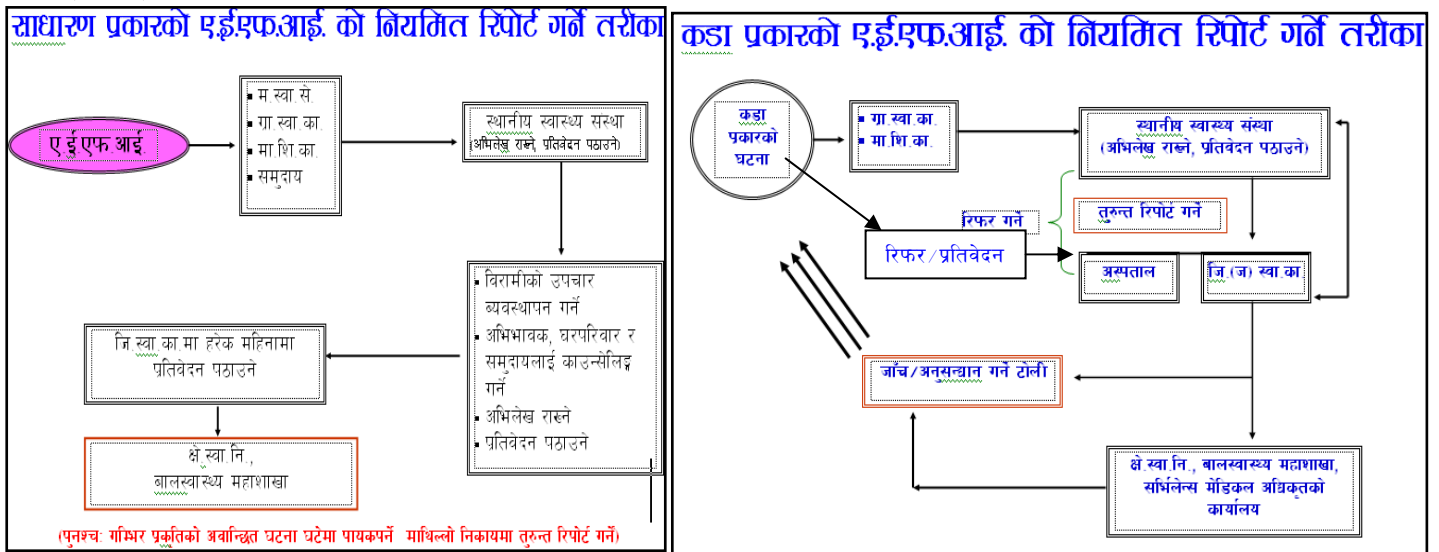 साधारण प्रकारको ए.ई.एफ.आई. को नियमित रिपोर्ट गर्ने तरीका
ए.ई.एफ.आई.
म.स्वा.से.
ग्रा.स्वा.का.
मा.शि.का.
समुदाय
स्थानीय स्वास्थ्य संस्था
(अभिलेख राख्ने, प्रतिवेदन पठाउने)
विरामीको उपचार
ब्यवस्थापन गर्ने
अभिभावक, घरपरिवार र
समुदायलाई काउन्सेलिङ्ग
गर्ने
अभिलेख राख्ने
प्रतिवेदन पठाउने
जि.स्वा.का.मा हरेक महिनामा
प्रतिवेदन पठाउने
क्षे.स्वा.नि.,
बालस्वास्थ्य महाशाखा
(पुनश्च: गम्भिर प्रकृतिको अवान्छित घटना घटेमा पायकपर्ने माथिल्लो निकायमा तुरुन्त रिपोर्ट गर्ने)
कडा प्रकारको ए.ई.एफ.आई. को नियमित रिपोर्ट गर्ने तरीका
कडा
प्रकारको
घटना
ग्रा.स्वा.का.
मा.शि.का.
स्थानीय स्वास्थ्य संस्था
(अभिलेख राख्ने, प्रतिवेदन पठाउने)
तुरुन्त रिपोर्ट गर्ने
रिफर गर्ने
रिफर/प्रतिवेदन
अस्पताल
जि.(ज) स्वा.का.
जाँच/अनुसन्धान गर्ने टोली
क्षे.स्वा.नि., बालस्वास्थ्य महाशाखा,
सर्भिलेन्स मेडिकल अधिकृतको
कार्यालय